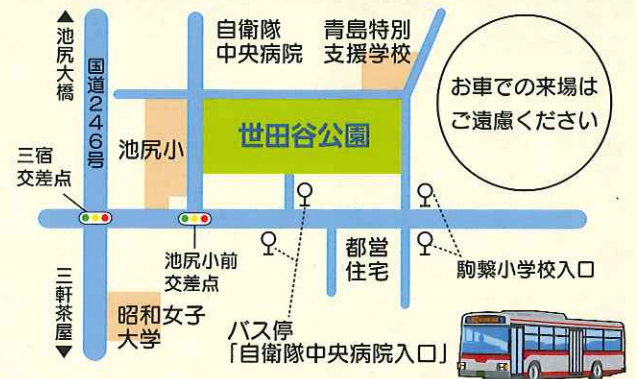 ▲池尻大橋
国道246号
自衛隊
中央病院
青島特別
支援学校
お車での来場は
ご遠慮ください
世田谷公園
池尻小
三宿
交差点
池尻小前
交差点
都営
住宅
駒繋小学校入口
三軒茶屋▼
昭和女子
大学
バス停
「自衛隊中央病院入口」